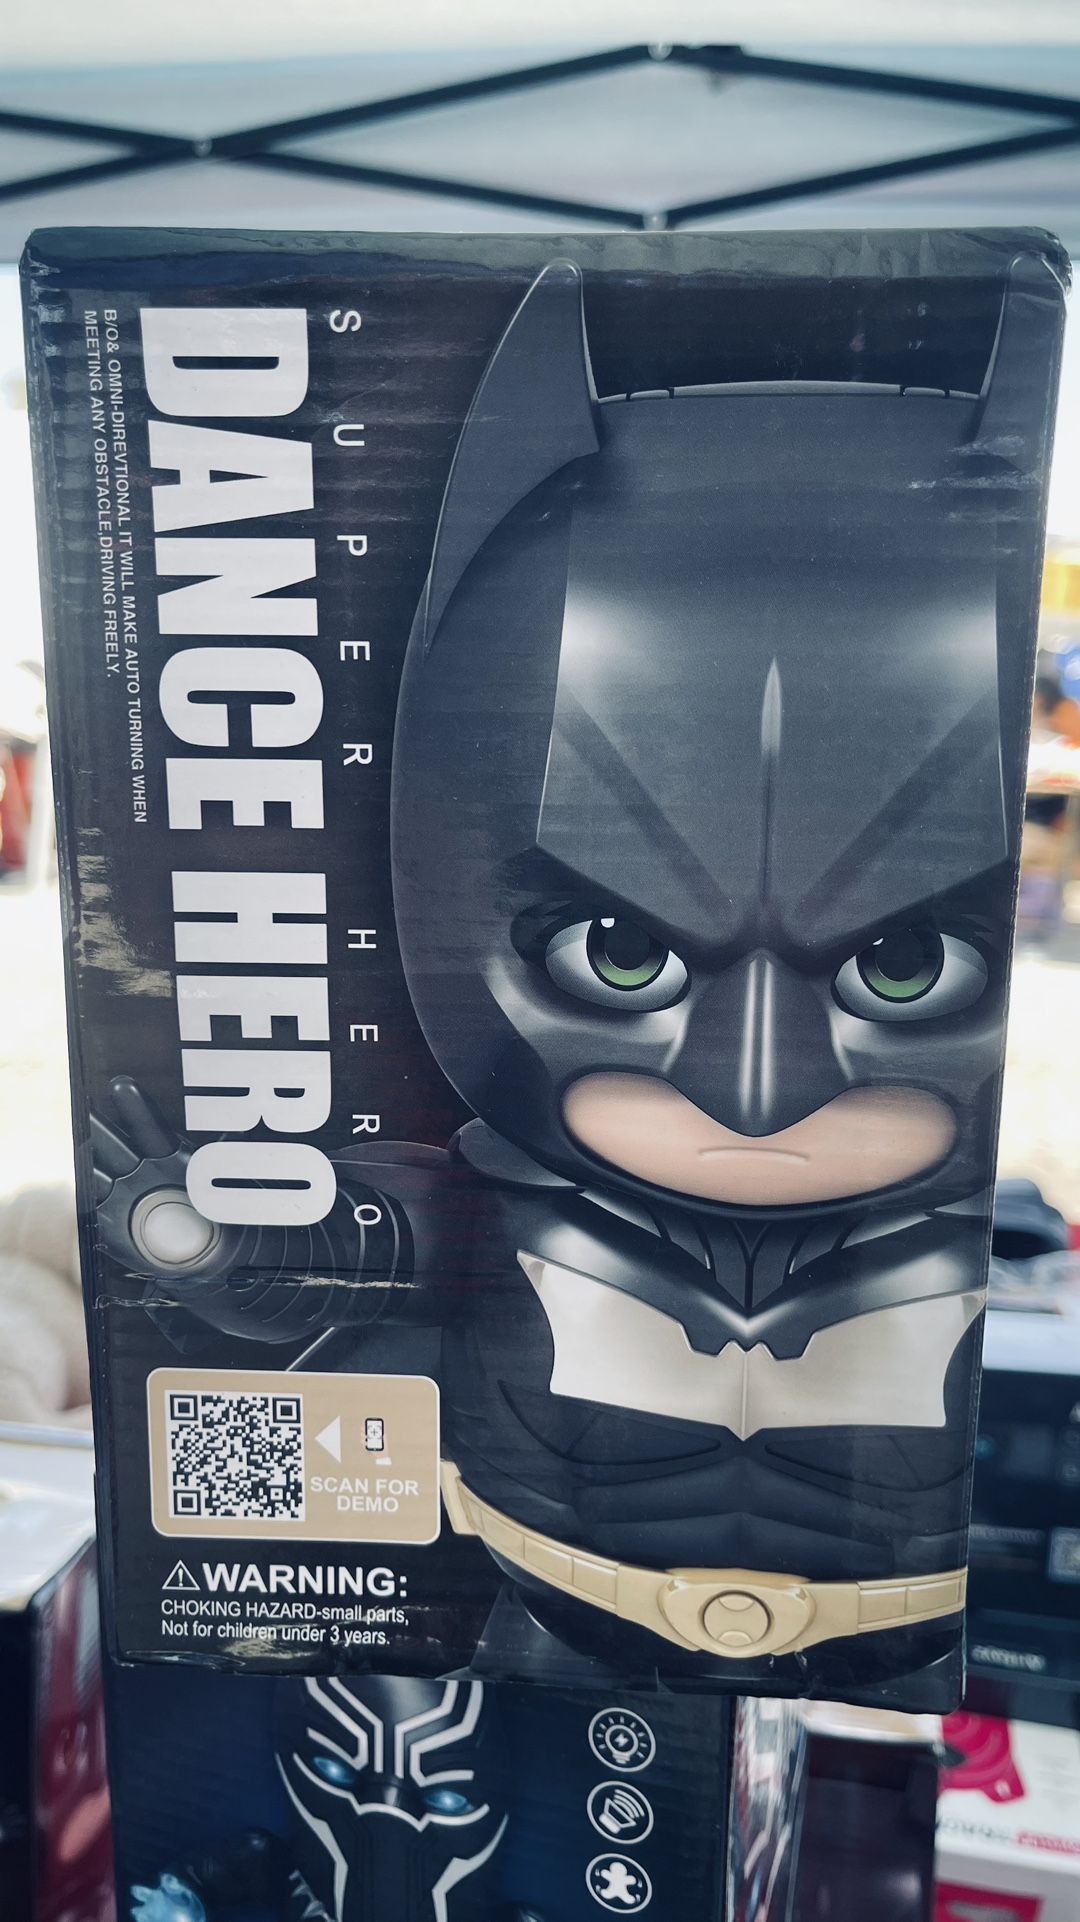 SUPER HERO
DANCE HERO
B/O& OMNI-DIREVTIONAL IT WILL MAKE AUTO TURNING WHEN
MEETING ANY OBSTACLE,DRIVING FREELY.
SCAN FOR
DEMO
WARNING:
CHOKING HAZARD-small parts,
Not for children under 3 years.